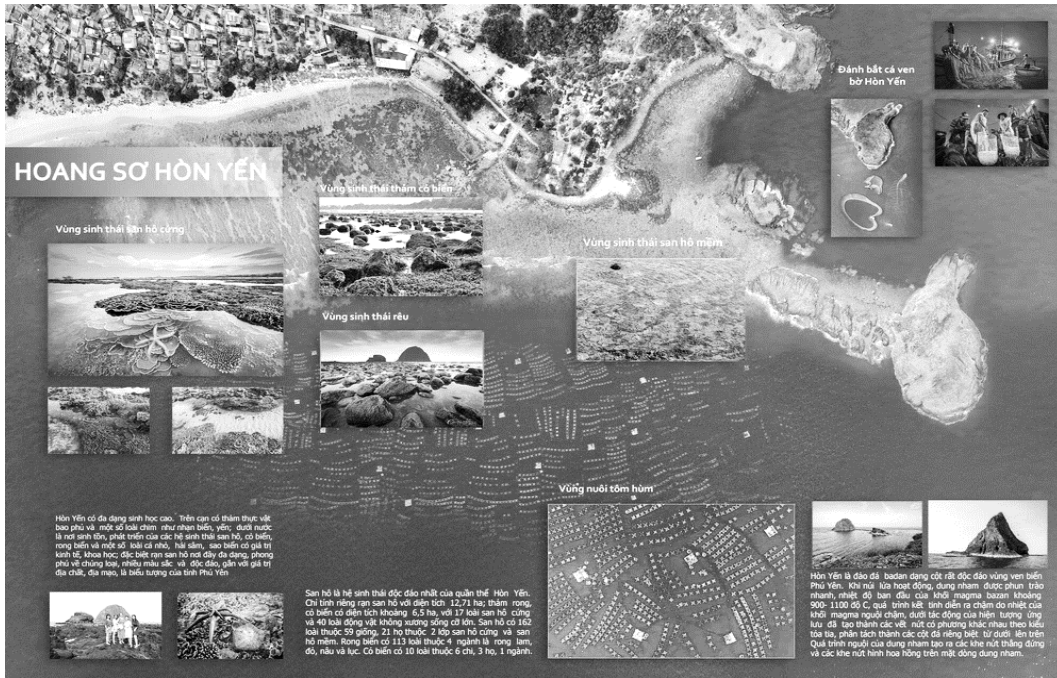 HOANG SƠ HÒN YẾN
Vùng sinh thái san hô cứng
Vùng sinh thái thảm cỏ biển
Vùng sinh thái rêu
Vùng sinh thái san hô mềm
Đánh bắt cá ven
bờ Hòn Yến
Vùng nuôi tôm hùm
Hòn Yến có đa dạng sinh học cao. Trên cạn có thảm thực vật
bao phủ và một số loài chim như nhạn biển, yến; dưới nước
là nơi sinh tồn, phát triển của các hệ sinh thái san hô, cỏ biển,
rong biển và một số loài cá nhỏ, hải sâm, sao biển có giá trị
kinh tế, khoa học; đặc biệt rạn san hô nơi đây đa dạng, phong
phú về chủng loại, nhiều màu sắc và độc đáo, gắn với giá trị
địa chất, địa mạo, là biểu tượng của tỉnh Phú Yên
San hô là hệ sinh thái độc đáo nhất của quần thể Hòn Yến.
Chỉ tính riêng rạn san hô với diện tích 12,71 ha; thảm rong,
cỏ biển có diện tích khoảng 6,5 ha, với 17 loài san hô cứng
và 40 loài động vật không xương sống cỡ lớn. San hô có 162
loài thuộc 59 giống, 21 họ thuộc 2 lớp san hô cứng và san
hô mềm. Rong biển có 113 loài thuộc 4 ngành là rong lam,
đỏ, nâu và lục. Cỏ biển có 10 loài thuộc 6 chi, 3 họ, 1 ngành.
Hòn Yến là đảo đá badan dạng cột rất độc đáo vùng ven biển
Phú Yên. Khi núi lửa hoạt động, dung nham được phun trào
nhanh, nhiệt độ ban đầu của khối magma bazan khoảng
900- 1100 độ C, quá trình kết tinh diễn ra chậm do nhiệt của
khối magma nguội chậm, dưới tác động của hiện tượng ứng
lưu đã tạo thành các vết nứt có phương khác nhau theo kiểu
tỏa tia, phân tách thành các cột đá riêng biệt từ dưới lên trên
Quá trình nguội của dung nham tạo ra các khe nứt thẳng đứng
và các khe nứt hình hoa hồng trên mặt dòng dung nham.